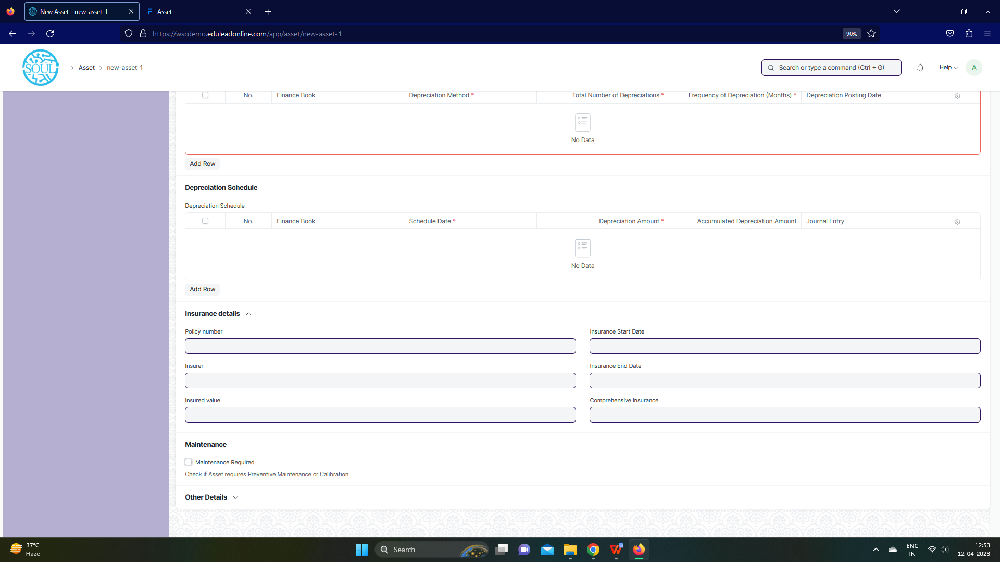 New Asset - new-asset-1
Asset
https://wscdemo.eduleadonline.com/app/asset/new-asset-1
90%
SOUL
Asset
new-asset-1
Search or type a command (Ctrl + G)
Help
A
No.
Finance Book
Depreciation Method *
Total Number of Depreciations *
Frequency of Depreciation (Months) *
Depreciation Posting Date
No Data
Add Row
Depreciation Schedule
Depreciation Schedule
No.
Finance Book
Schedule Date *
Depreciation Amount *
Accumulated Depreciation Amount
Journal Entry
No Data
Add Row
Insurance details
Policy number
Insurance Start Date
Insurer
Insurance End Date
Insured value
Comprehensive Insurance
Maintenance
Maintenance Required
Check if Asset requires Preventive Maintenance or Calibration
Other Details
37°C
Haze
Search
ENG
IN
12:53
12-04-2023